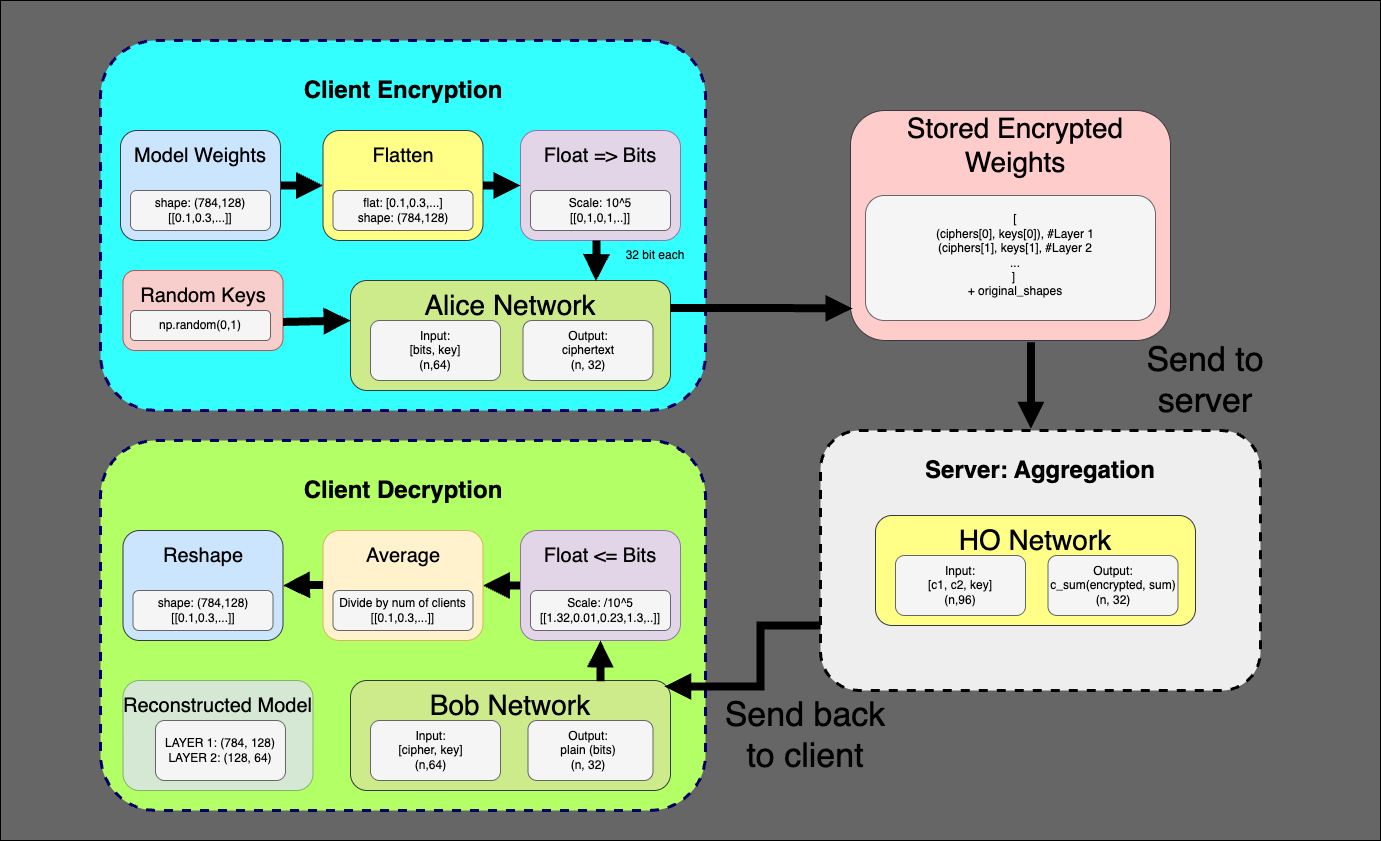 Client Encryption
Model Weights
shape: (784,128)
[[0.1,0.3,...]]
Flatten
flat: [0.1,0.3,...]
shape: (784,128)
Float => Bits
Scale: 10^5
[[0,1,0,1,..]]
32 bit each
Random Keys
np.random(0,1)
Alice Network
Input:
[bits, key]
(n,64)
Output:
ciphertext
(n, 32)
Stored Encrypted
Weights
[
(ciphers[0], keys[0]), #Layer 1
(ciphers[1], keys[1], #Layer 2
...
]
+ original_shapes
Send to
server
Server: Aggregation
HO Network
Input:
[c1, c2, key]
(n,96)
Output:
c_sum(encrypted, sum)
(n, 32)
Send back
to client
Client Decryption
Reshape
shape: (784,128)
[[0.1,0.3,...]]
Average
Divide by num of clients
[[0.1,0.3,...]]
Float <= Bits
Scale: /10^5
[[1.32,0.01,0.23,1.3,..]]
Reconstructed Model
LAYER 1: (784, 128)
LAYER 2: (128, 64)
Bob Network
Input:
[cipher, key]
(n,64)
Output:
plain (bits)
(n, 32)